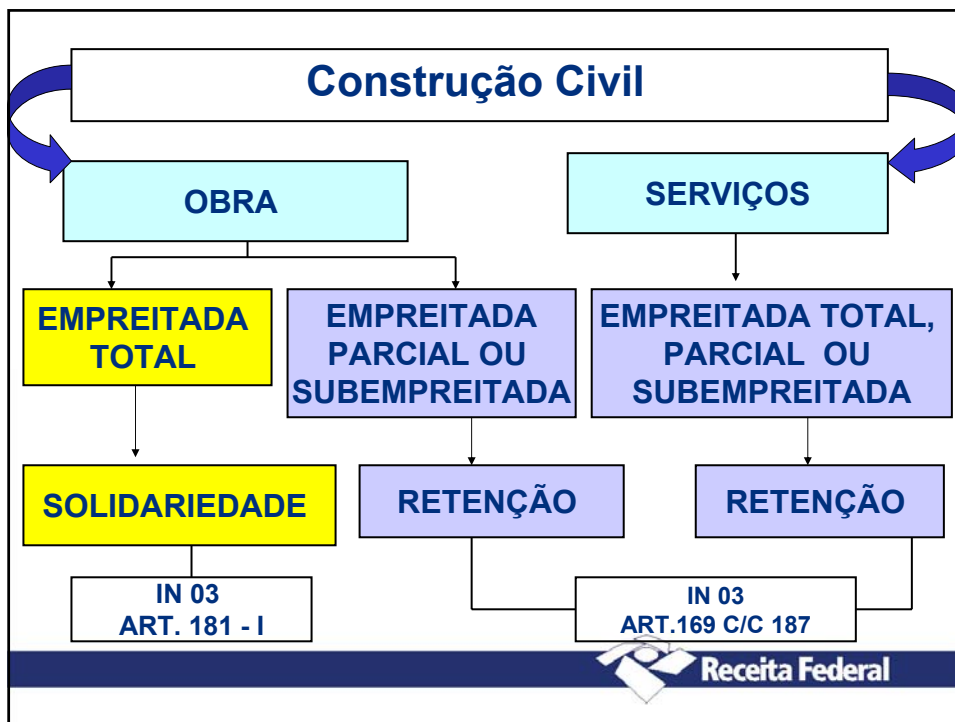 Construção Civil
OBRA
SERVIÇOS
EMPREITADA
TOTAL
EMPREITADA
PARCIAL OU
SUBEMPREITADA
EMPREITADA TOTAL,
PARCIAL OU
SUBEMPREITADA
SOLIDARIEDADE
RETENÇÃO
RETENÇÃO
IN 03
ART. 181 - I
IN 03
ART.169 C/C 187
Receita Federal